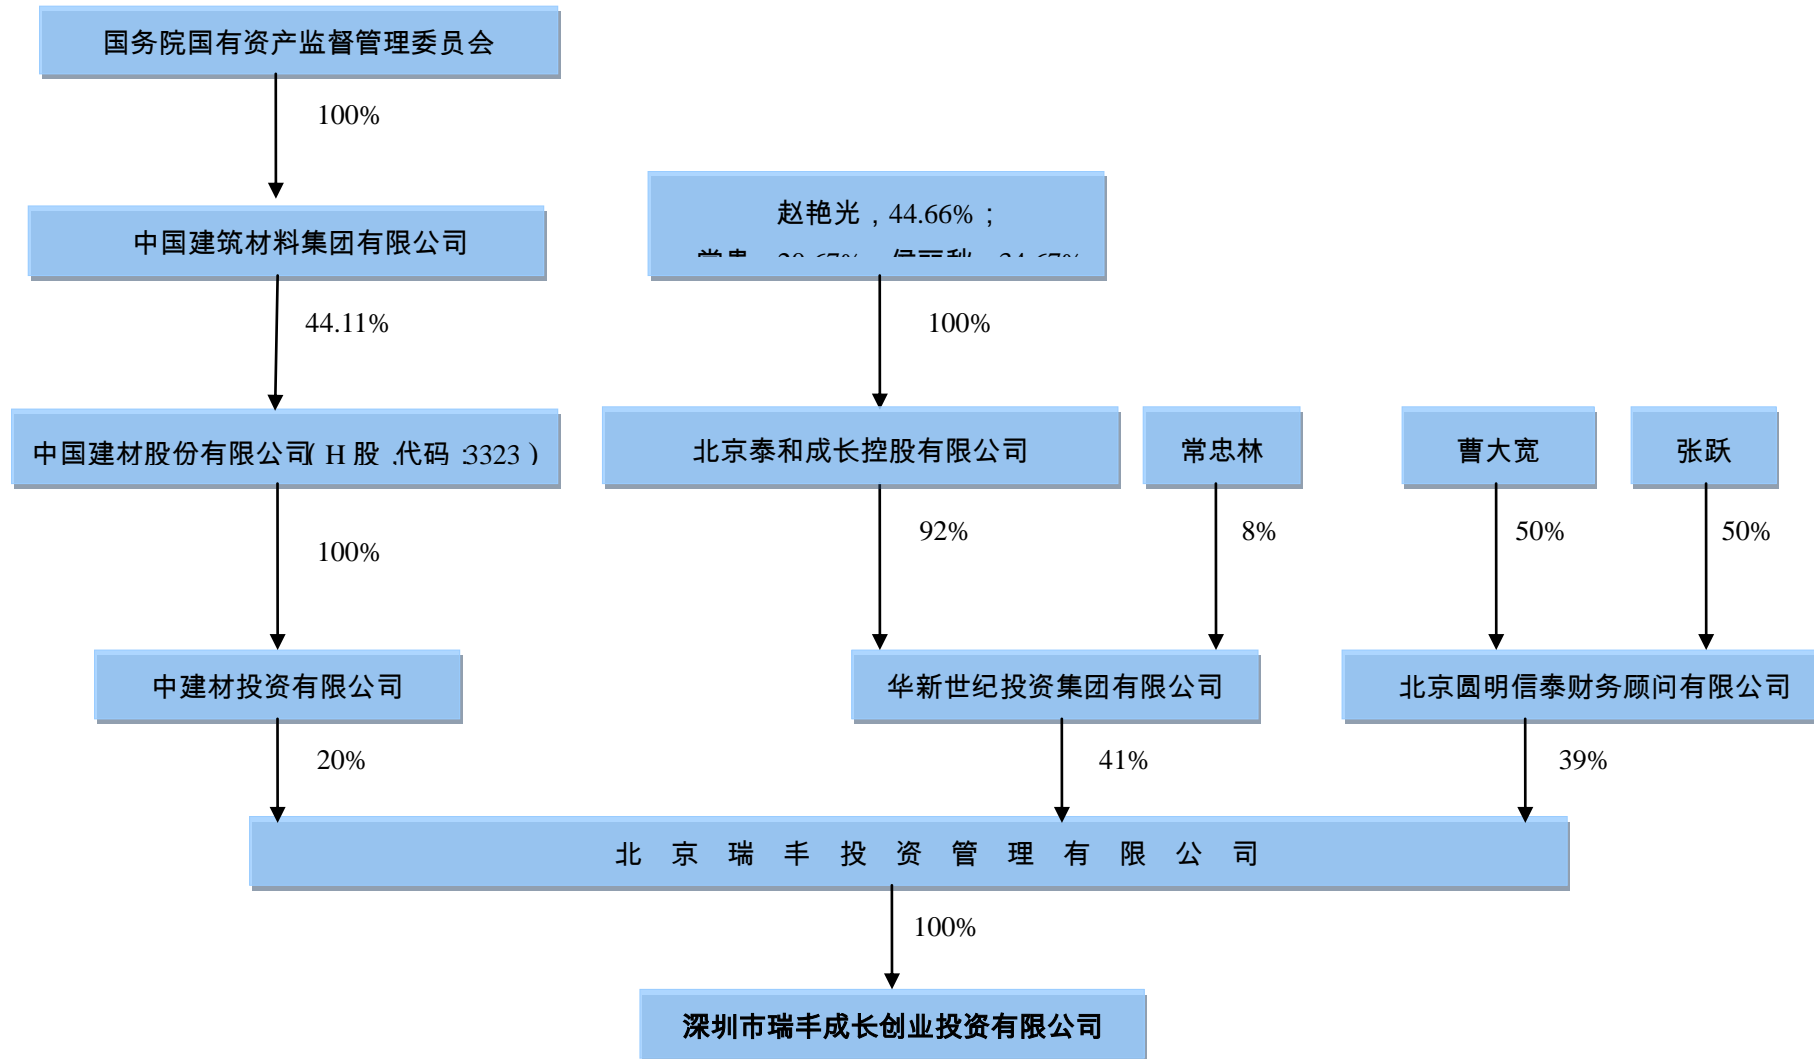 国务院国有资产监督管理委员会
100%
中国建筑材料集团有限公司
赵艳光，44.66%；
44.11%
100%
中国建材股份有限公司（H 股，代码：3323）
北京泰和成长控股有限公司
常忠林
曹大宽
张跃
100%
92%
8%
50%
50%
中建材投资有限公司
华新世纪投资集团有限公司
北京圆明信泰财务顾问有限公司
20%
41%
39%
北京瑞丰投资管理有限公司
100%
深圳市瑞丰成长创业投资有限公司